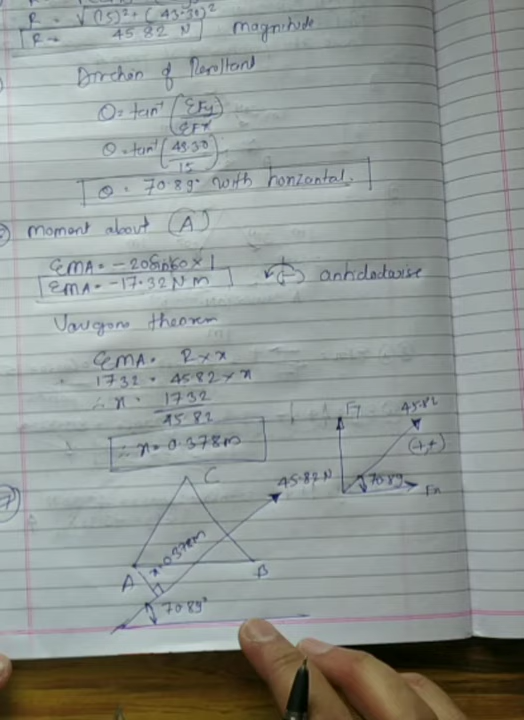 R = √(15)² + (43.30)²
R = 45.82 N magnitude
Direction of Resultant
θ = tan⁻¹ (ΣFy / ΣFx)
θ = tan⁻¹ (43.30 / 15)
θ = 70.89° with horizontal.
moment about (A)
ΣMA = -20 Sin60 × 1
ΣMA = -17.32 N m anticlockwise
Varignons theorem
ΣMA = R × x
17.32 = 45.82 × x
∴ x = 17.32 / 45.82
∴ x = 0.378m
Fy 45.82
(+,+)
70.89
Fx
C 45.82 N
x=0.378m
A B
70.89°